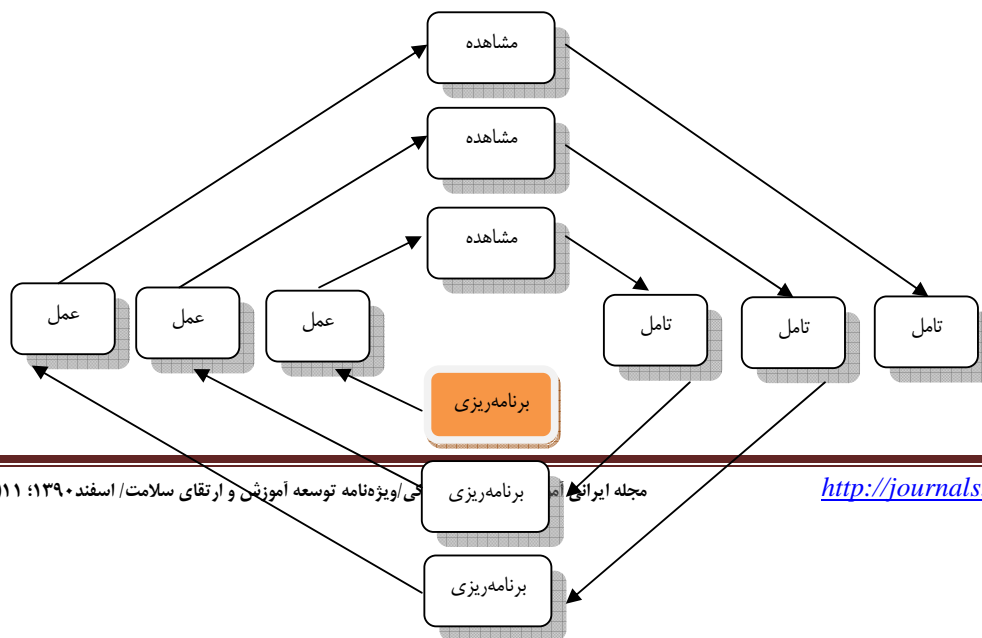 مشاهده
مشاهده
مشاهده
عمل
عمل
عمل
تامل
تامل
تامل
برنامه‌ریزی
مجله ایرانی /ویژه‌نامه توسعه آموزش و ارتقای سلامت/ اسفند۱۳۹۰؛ ۱۱
http://journals.
برنامه‌ریزی
برنامه‌ریزی